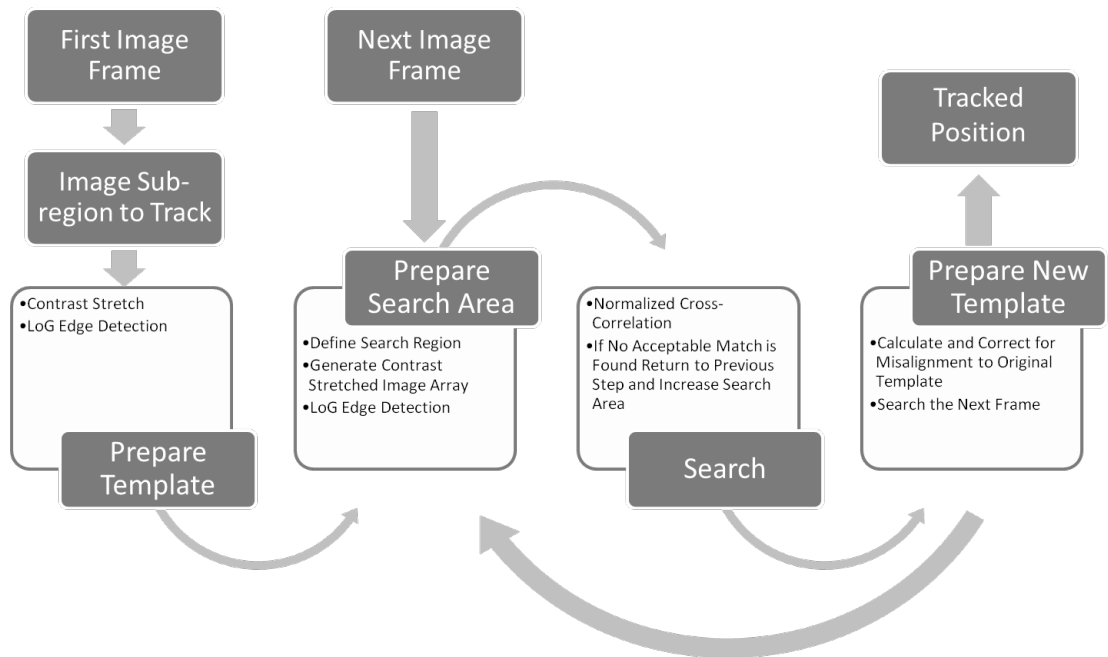 First Image
Frame
Image Sub-
region to Track
•Contrast Stretch
•LoG Edge Detection
Prepare
Template
Next Image
Frame
Prepare
Search Area
•Define Search Region
•Generate Contrast
Stretched Image Array
•LoG Edge Detection
•Normalized Cross-
Correlation
•If No Acceptable Match is
Found Return to Previous
Step and Increase Search
Area
Search
Tracked
Position
Prepare New
Template
•Calculate and Correct for
Misalignment to Original
Template
•Search the Next Frame